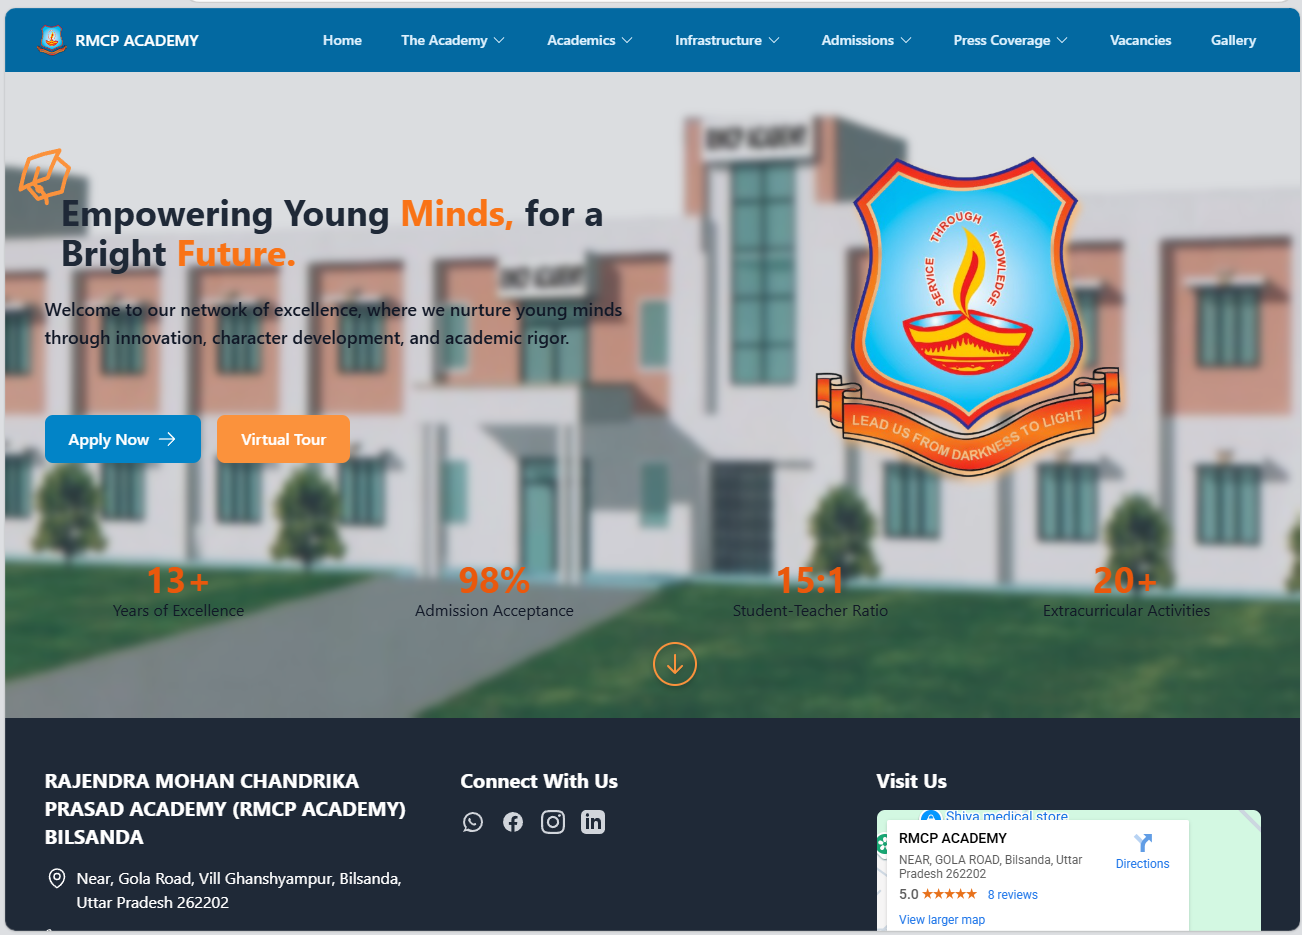 RMCP ACADEMY
Home
The Academy
Academics
Infrastructure
Admissions
Press Coverage
Vacancies
Gallery
Empowering Young Minds, for a
Bright Future.
Welcome to our network of excellence, where we nurture young minds
through innovation, character development, and academic rigor.
Apply Now
Virtual Tour
SERVICE THROUGH KNOWLEDGE
LEAD US FROM DARKNESS TO LIGHT
13+
Years of Excellence
98%
Admission Acceptance
15:1
Student-Teacher Ratio
20+
Extracurricular Activities
RAJENDRA MOHAN CHANDRIKA
PRASAD ACADEMY (RMCP ACADEMY)
BILSANDA
Near, Gola Road, Vill Ghanshyampur, Bilsanda,
Uttar Pradesh 262202
Connect With Us
Visit Us
Shiva medical store
RMCP ACADEMY
NEAR, GOLA ROAD, Bilsanda, Uttar
Pradesh 262202
5.0
8 reviews
Directions
View larger map